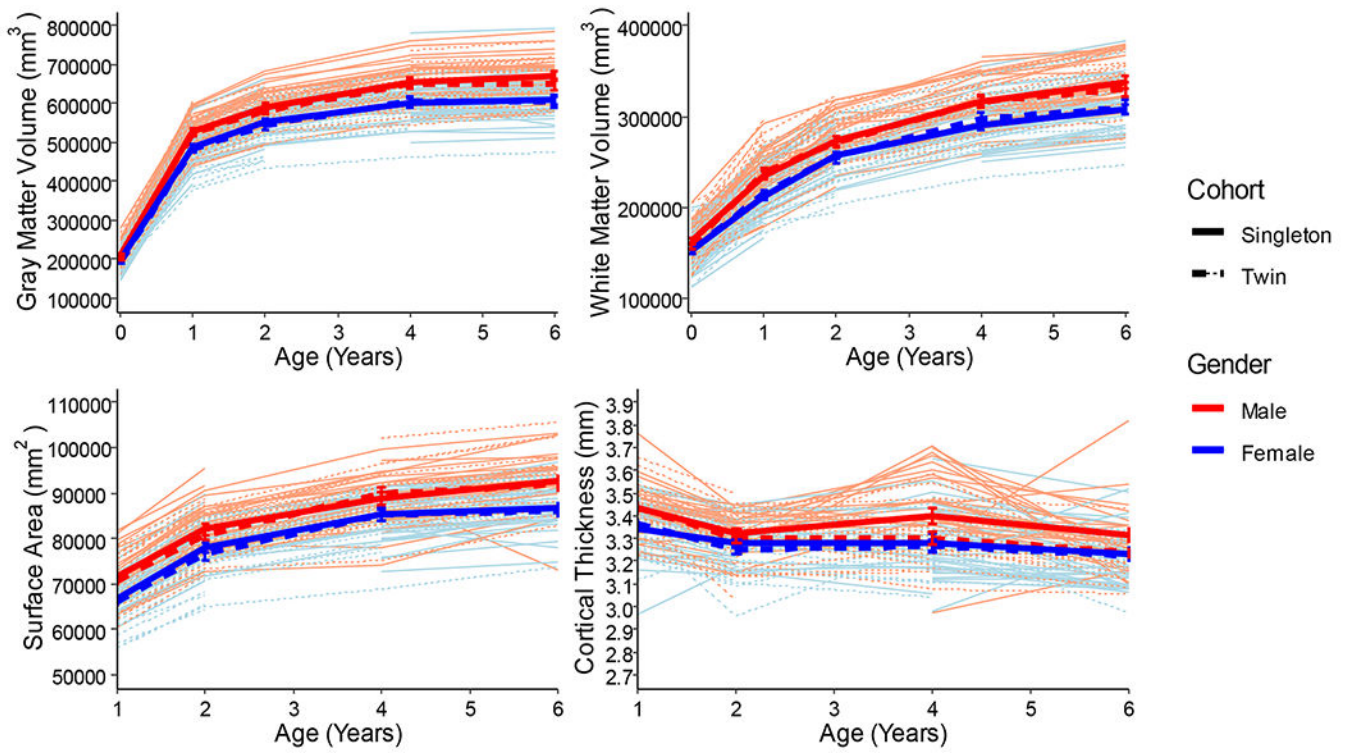 Gray Matter Volume (mm³)
800000
700000
600000
500000
400000
300000
200000
100000
0 1 2 3 4 5 6
Age (Years)
White Matter Volume (mm³)
400000
300000
200000
100000
0 1 2 3 4 5 6
Age (Years)
Surface Area (mm²)
110000
100000
90000
80000
70000
60000
50000
1 2 3 4 5 6
Age (Years)
Cortical Thickness (mm)
3.9
3.8
3.7
3.6
3.5
3.4
3.3
3.2
3.1
3.0
2.9
2.8
2.7
1 2 3 4 5 6
Age (Years)
Cohort
Singleton
Twin
Gender
Male
Female